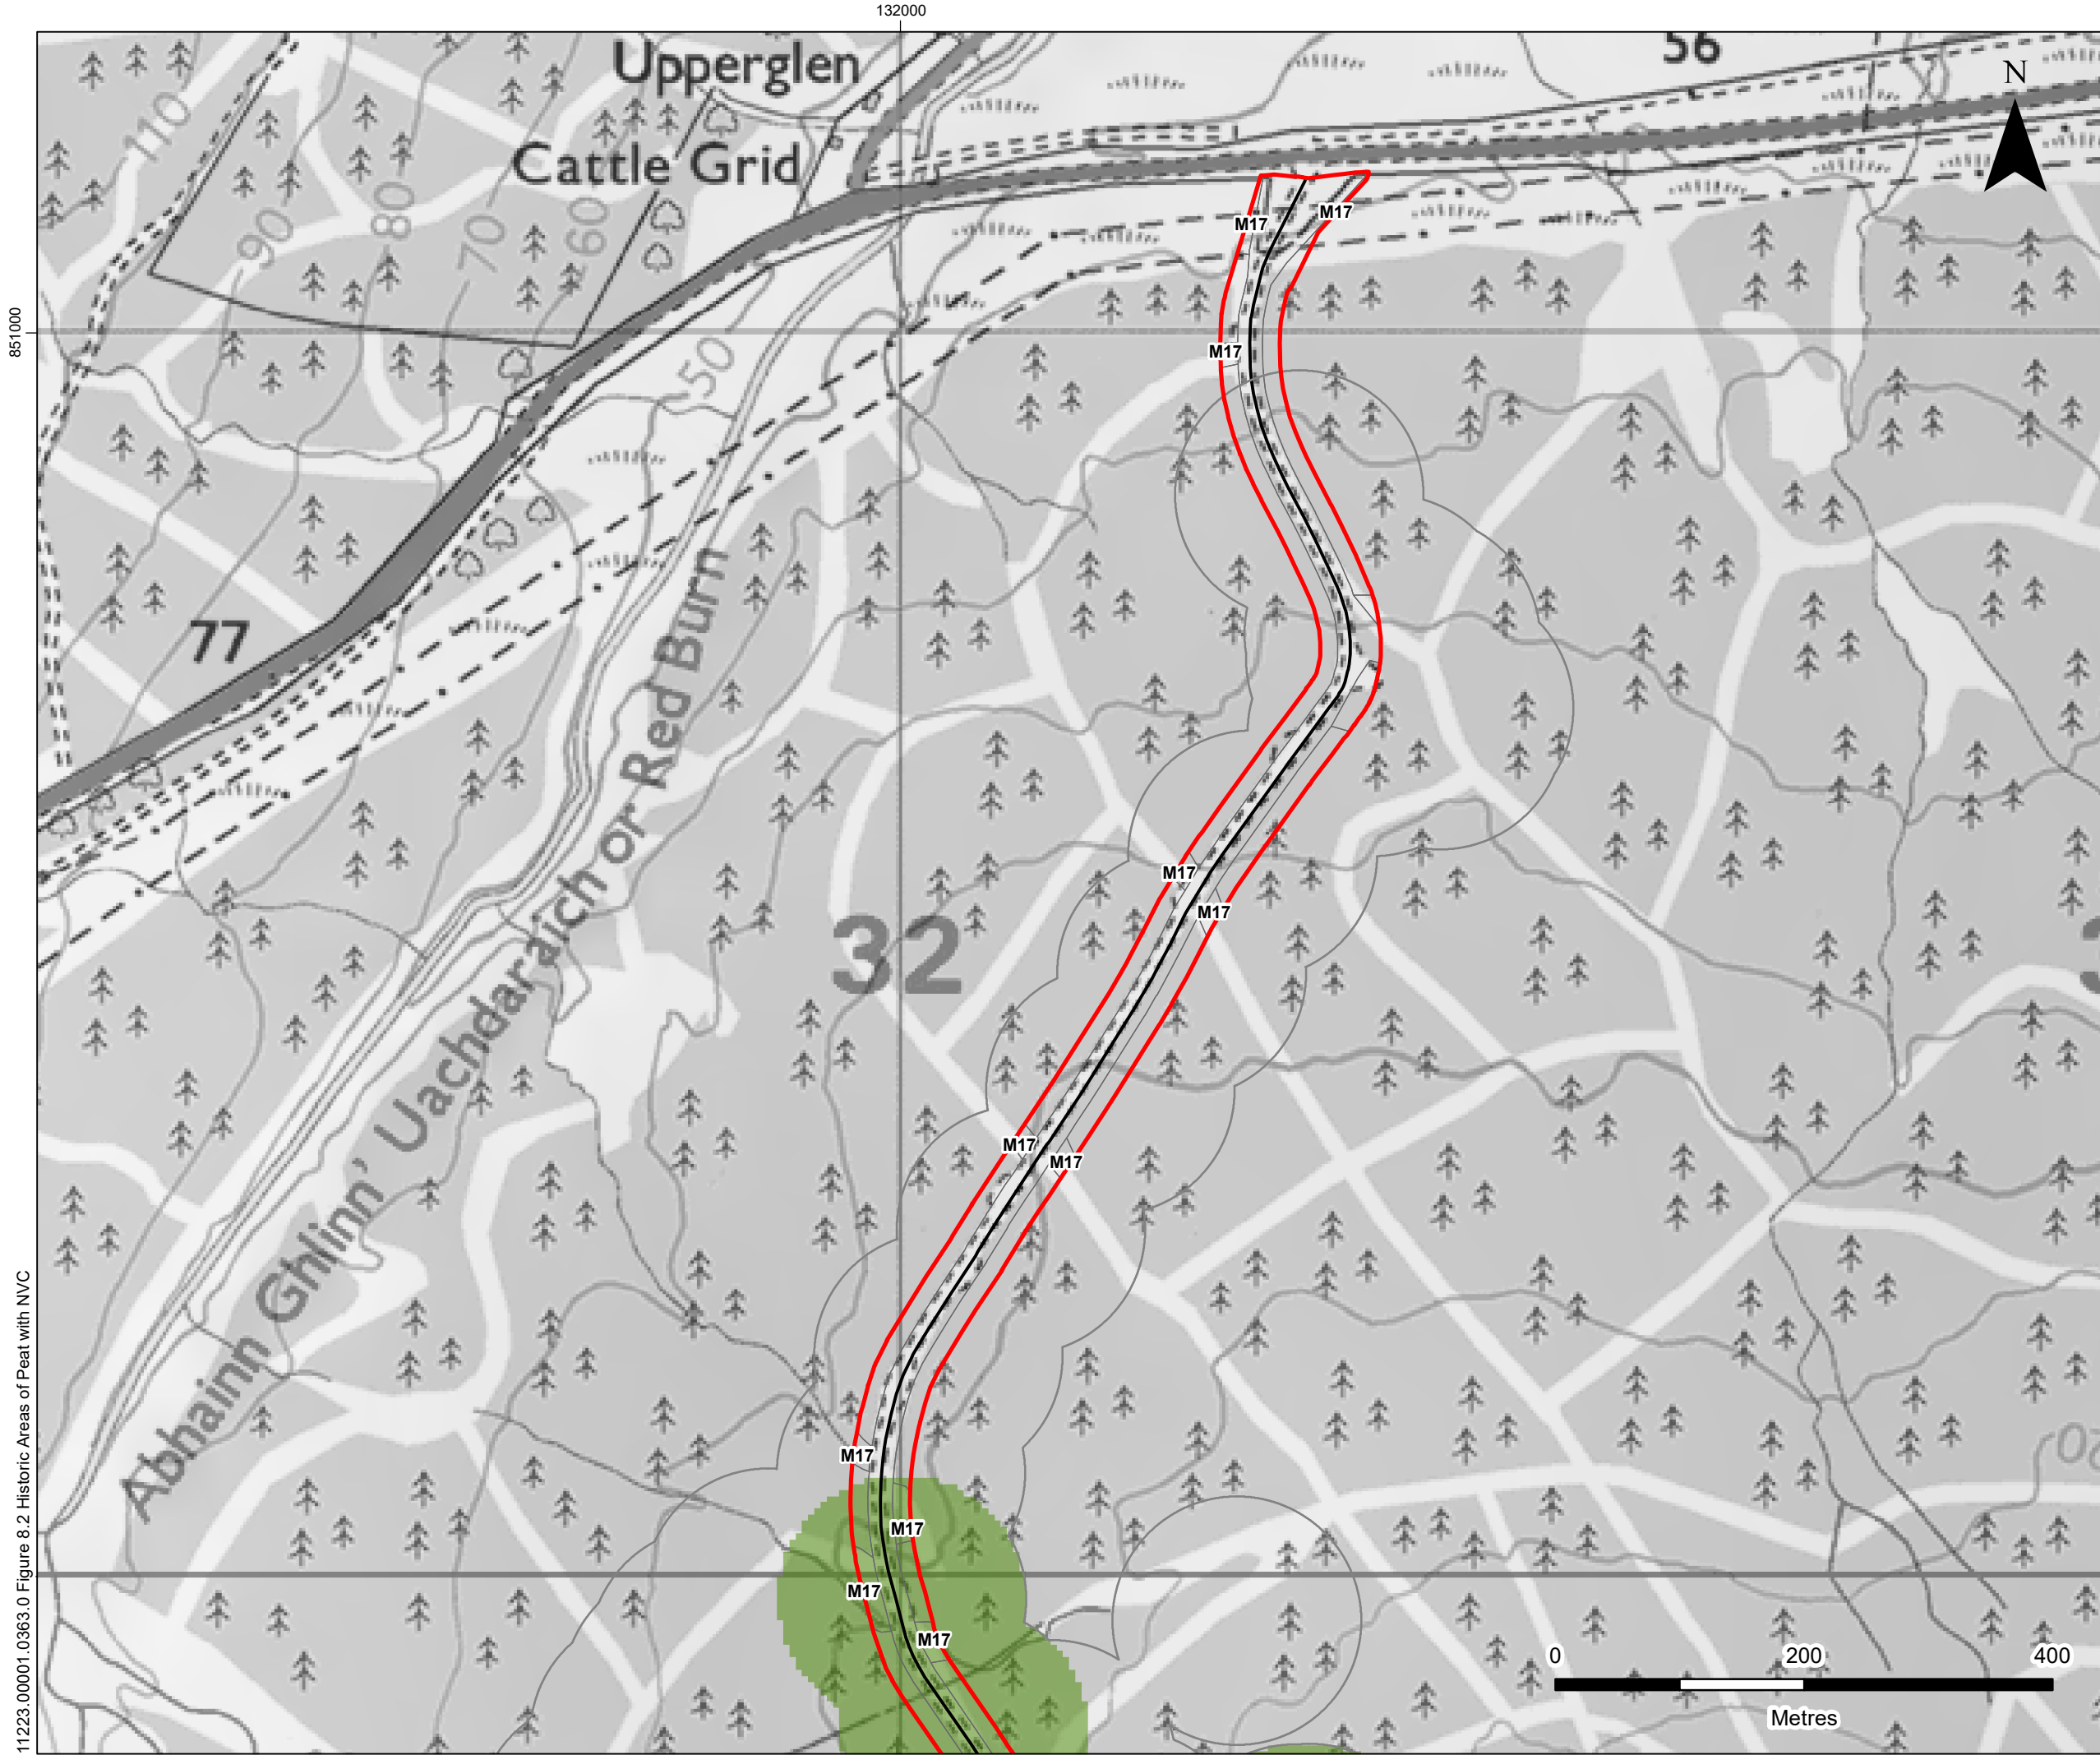 132000
Upperglen
56
N
Cattle Grid
110
90
80
70
60
M17
M17
851000
M17
50
77
M17
M17
32
Abhainn Ghlinn' Uachdaraich or Red Burn
M17
M17
M17
M17
M17
M17
0 200 400
Metres
11223.00001.0363.0 Figure 8.2 Historic Areas of Peat with NVC